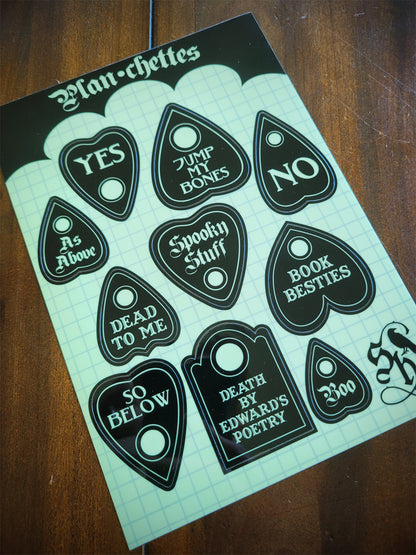 Plan•chettes
YES
JUMP
MY
BONES
NO
As
Above
Spooky
Stuff
BOOK
BESTIES
DEAD
TO ME
SO
BELOW
DEATH
BY
EDWARD'S
POETRY
Boo